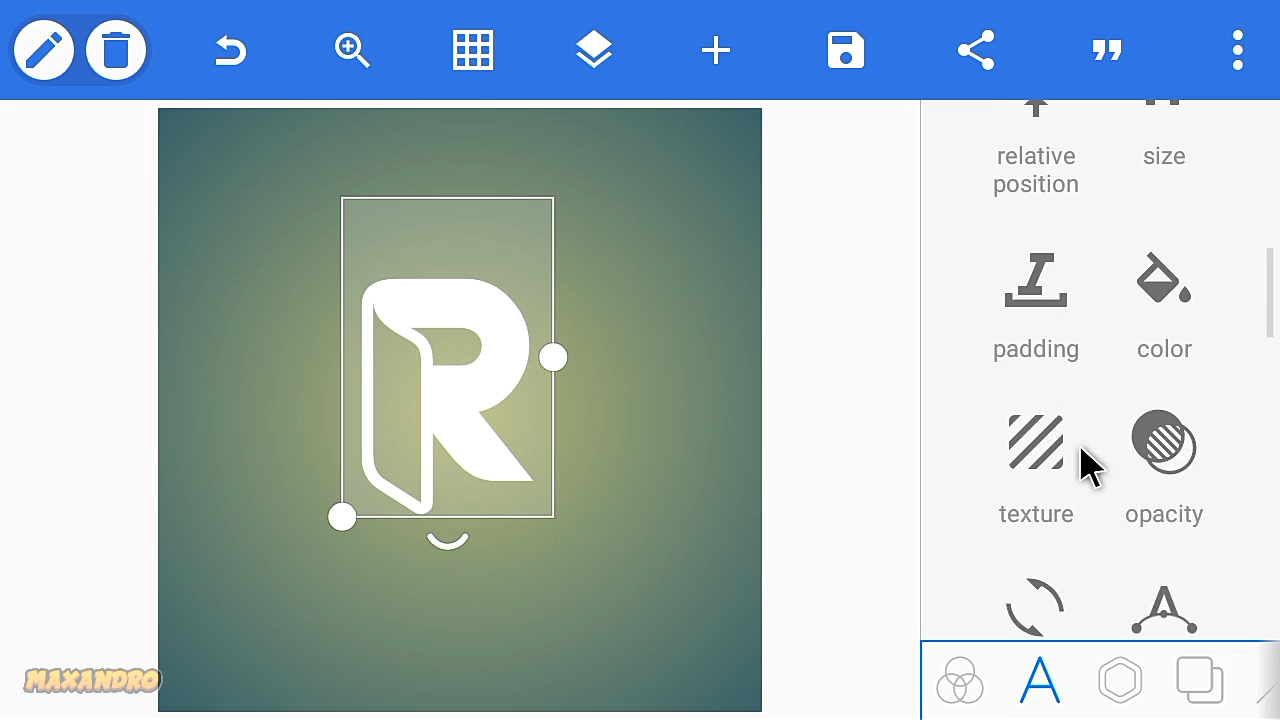 relative
position
size
R
padding
color
texture
opacity
MAXANDRO